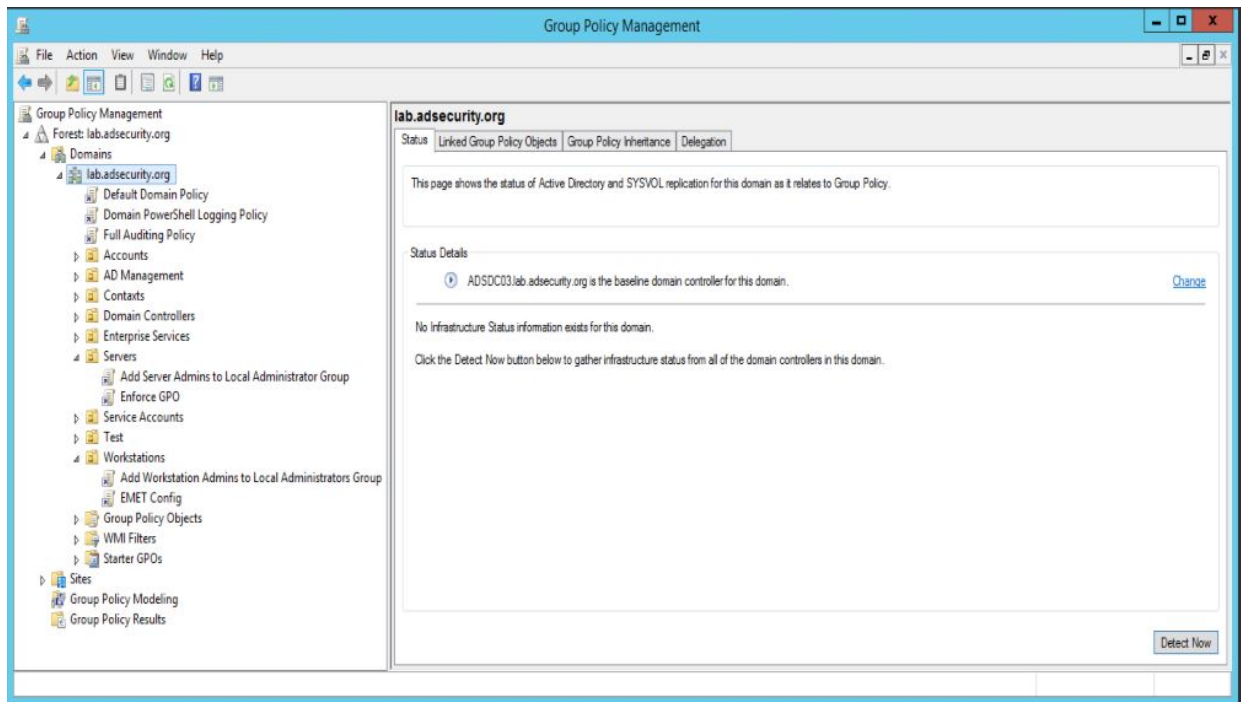 Group Policy Management
File Action View Window Help
Group Policy Management
Forest: lab.adsecurity.org
Domains
lab.adsecurity.org
Default Domain Policy
Domain PowerShell Logging Policy
Full Auditing Policy
Accounts
AD Management
Contaxts
Domain Controllers
Enterprise Services
Servers
Add Server Admins to Local Administrator Group
Enforce GPO
Service Accounts
Test
Workstations
Add Workstation Admins to Local Administrators Group
EMET Config
Group Policy Objects
WMI Filters
Starter GPOs
Sites
Group Policy Modeling
Group Policy Results
lab.adsecurity.org
Status Linked Group Policy Objects Group Policy Inheritance Delegation
This page shows the status of Active Directory and SYSVOL replication for this domain as it relates to Group Policy.
Status Details
ADSDC03.lab.adsecurity.org is the baseline domain controller for this domain. Change
No Infrastructure Status information exists for this domain.
Click the Detect Now button below to gather infrastructure status from all of the domain controllers in this domain.
Detect Now